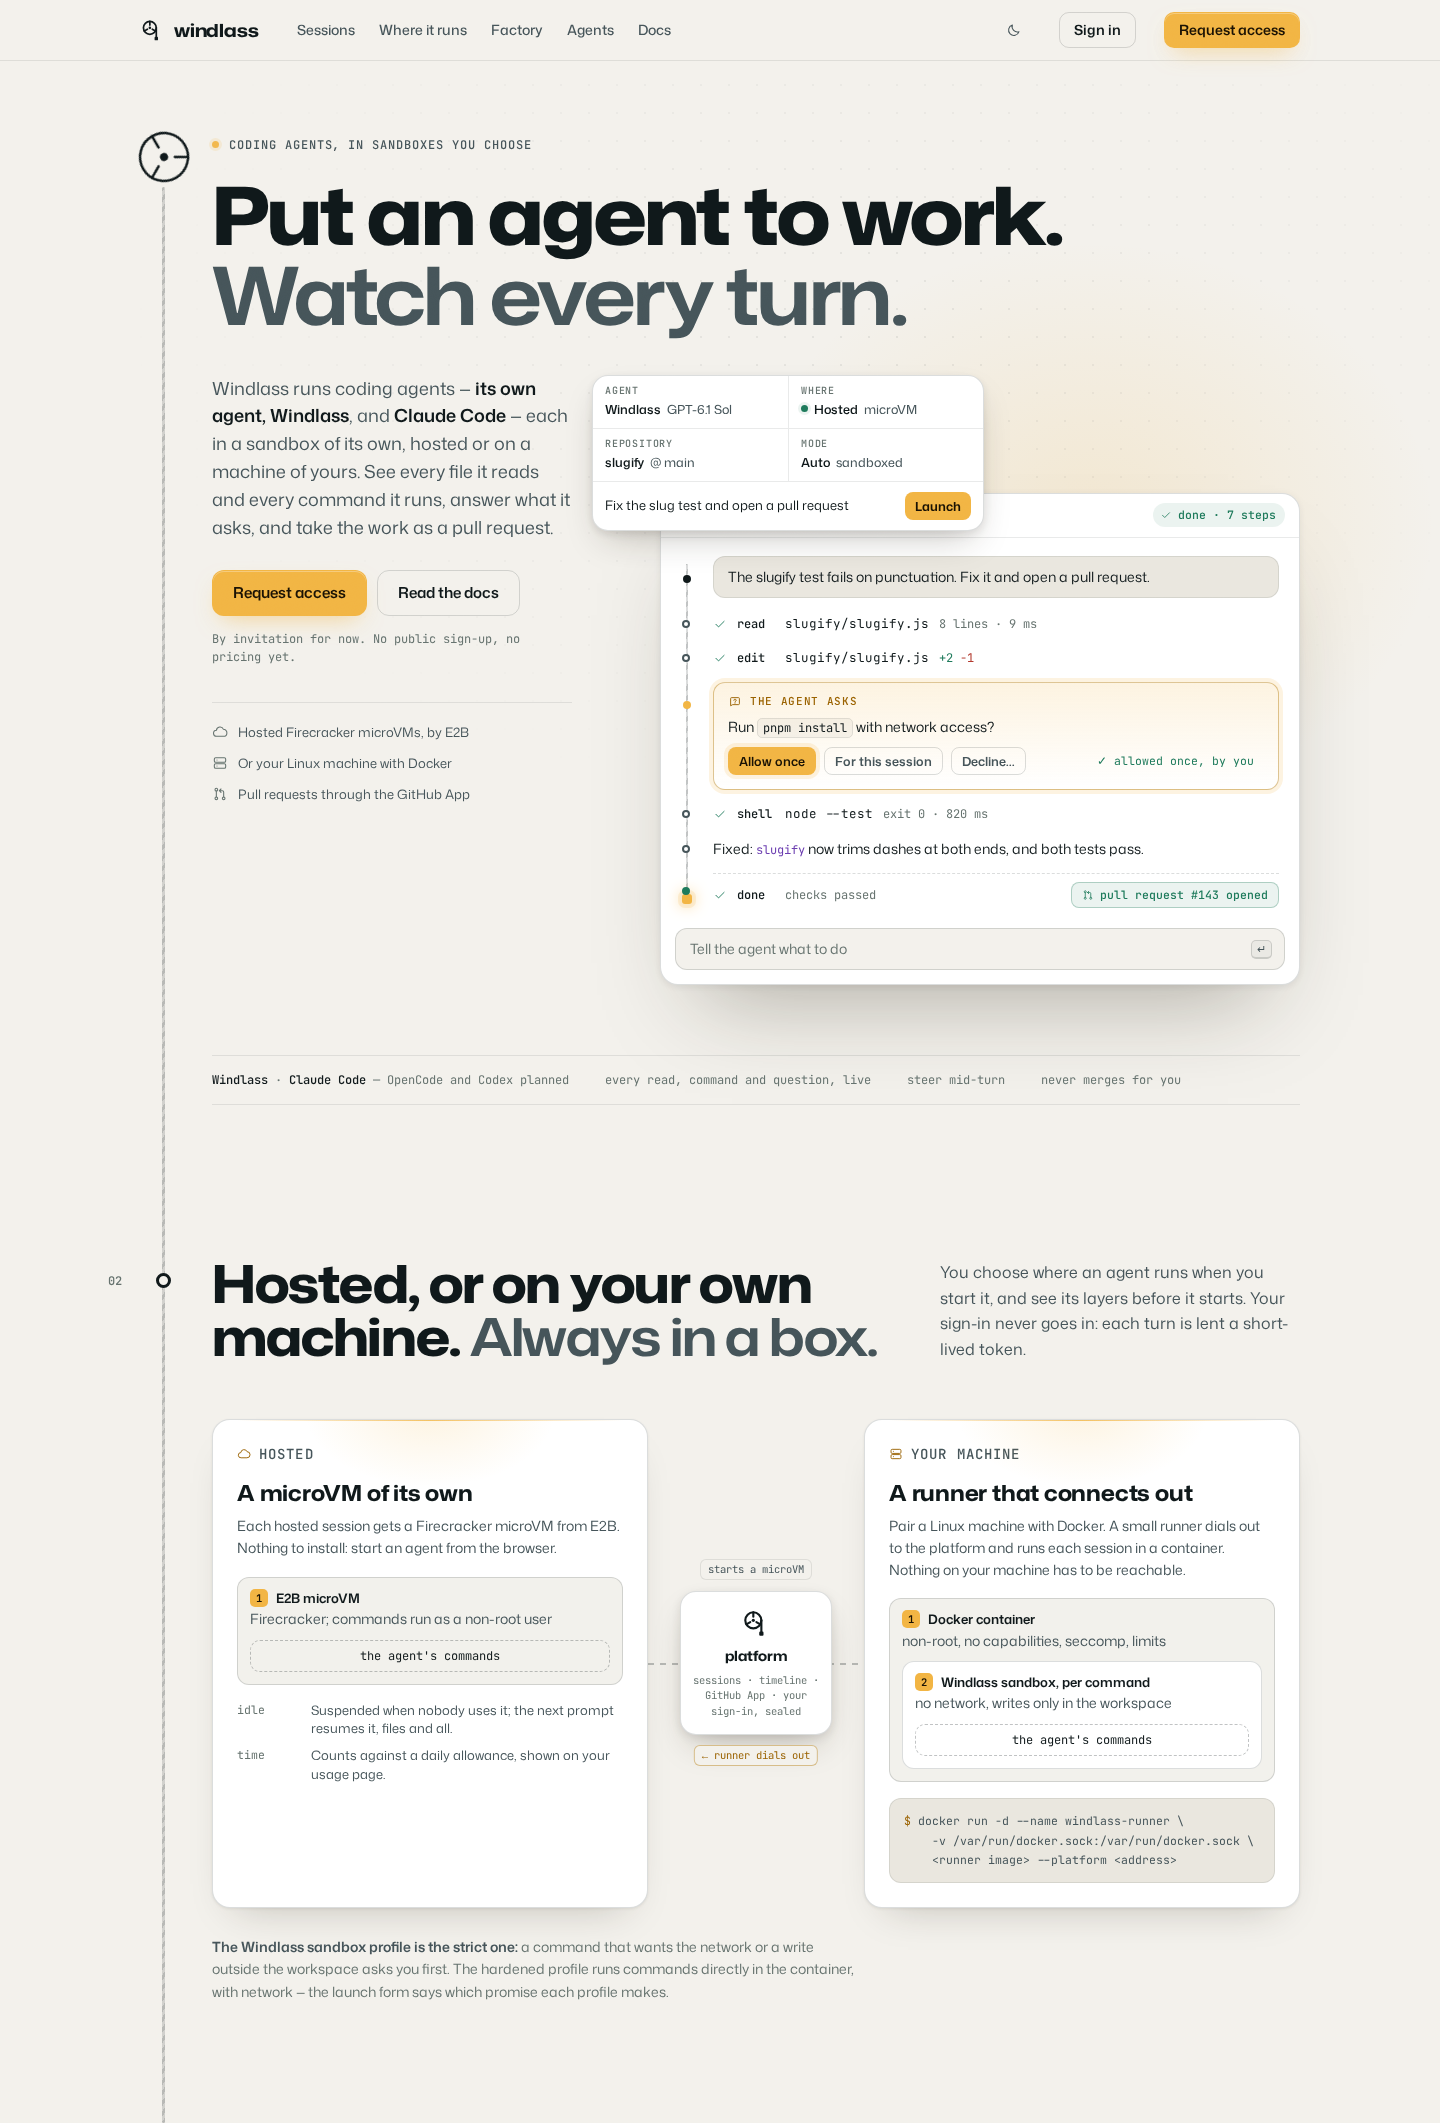 windlass
Sessions
Where it runs
Factory
Agents
Docs
Sign in
Request access
CODING AGENTS, IN SANDBOXES YOU CHOOSE
Put an agent to work.
Watch every turn.
Windlass runs coding agents — its own
agent, Windlass, and Claude Code — each
in a sandbox of its own, hosted or on a
machine of yours. See every file it reads
and every command it runs, answer what it
asks, and take the work as a pull request.
Request access
Read the docs
By invitation for now. No public sign-up, no
pricing yet.
Hosted Firecracker microVMs, by E2B
Or your Linux machine with Docker
Pull requests through the GitHub App
AGENT
Windlass GPT-6.1 Sol
WHERE
Hosted microVM
REPOSITORY
slugify @ main
MODE
Auto sandboxed
Fix the slug test and open a pull request
Launch
✓ done · 7 steps
The slugify test fails on punctuation. Fix it and open a pull request.
✓ read slugify/slugify.js 8 lines · 9 ms
✓ edit slugify/slugify.js +2 -1
THE AGENT ASKS
Run pnpm install with network access?
Allow once
For this session
Decline...
✓ allowed once, by you
✓ shell node --test exit 0 · 820 ms
Fixed: slugify now trims dashes at both ends, and both tests pass.
✓ done checks passed
pull request #143 opened
Tell the agent what to do
↵
Windlass · Claude Code — OpenCode and Codex planned
every read, command and question, live
steer mid-turn
never merges for you
02
Hosted, or on your own
machine. Always in a box.
You choose where an agent runs when you
start it, and see its layers before it starts. Your
sign-in never goes in: each turn is lent a short-
lived token.
HOSTED
A microVM of its own
Each hosted session gets a Firecracker microVM from E2B.
Nothing to install: start an agent from the browser.
1 E2B microVM
Firecracker; commands run as a non-root user
the agent's commands
idle Suspended when nobody uses it; the next prompt
resumes it, files and all.
time Counts against a daily allowance, shown on your
usage page.
starts a microVM
platform
sessions · timeline ·
GitHub App · your
sign-in, sealed
← runner dials out
YOUR MACHINE
A runner that connects out
Pair a Linux machine with Docker. A small runner dials out
to the platform and runs each session in a container.
Nothing on your machine has to be reachable.
1 Docker container
non-root, no capabilities, seccomp, limits
2 Windlass sandbox, per command
no network, writes only in the workspace
the agent's commands
$ docker run -d --name windlass-runner \
-v /var/run/docker.sock:/var/run/docker.sock \
<runner image> --platform <address>
The Windlass sandbox profile is the strict one: a command that wants the network or a write
outside the workspace asks you first. The hardened profile runs commands directly in the container,
with network — the launch form says which promise each profile makes.